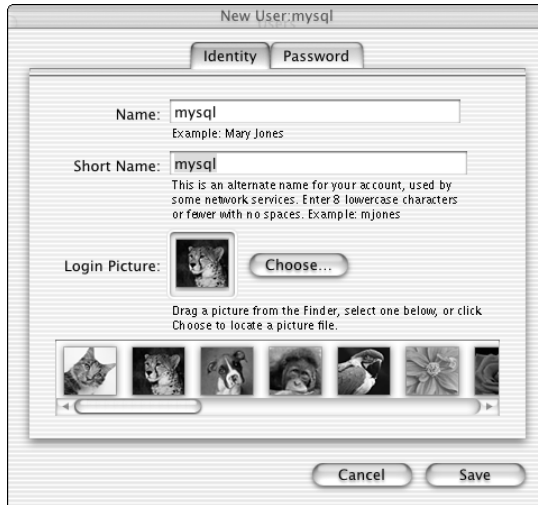 New User:mysql
Identity
Password
Name:
mysql
Example: Mary Jones
Short Name:
mysql
This is an alternate name for your account, used by
some network services. Enter 8 lowercase characters
or fewer with no spaces. Example: mjones
Login Picture:
Choose...
Drag a picture from the Finder, select one below, or click
Choose to locate a picture file.
Cancel
Save